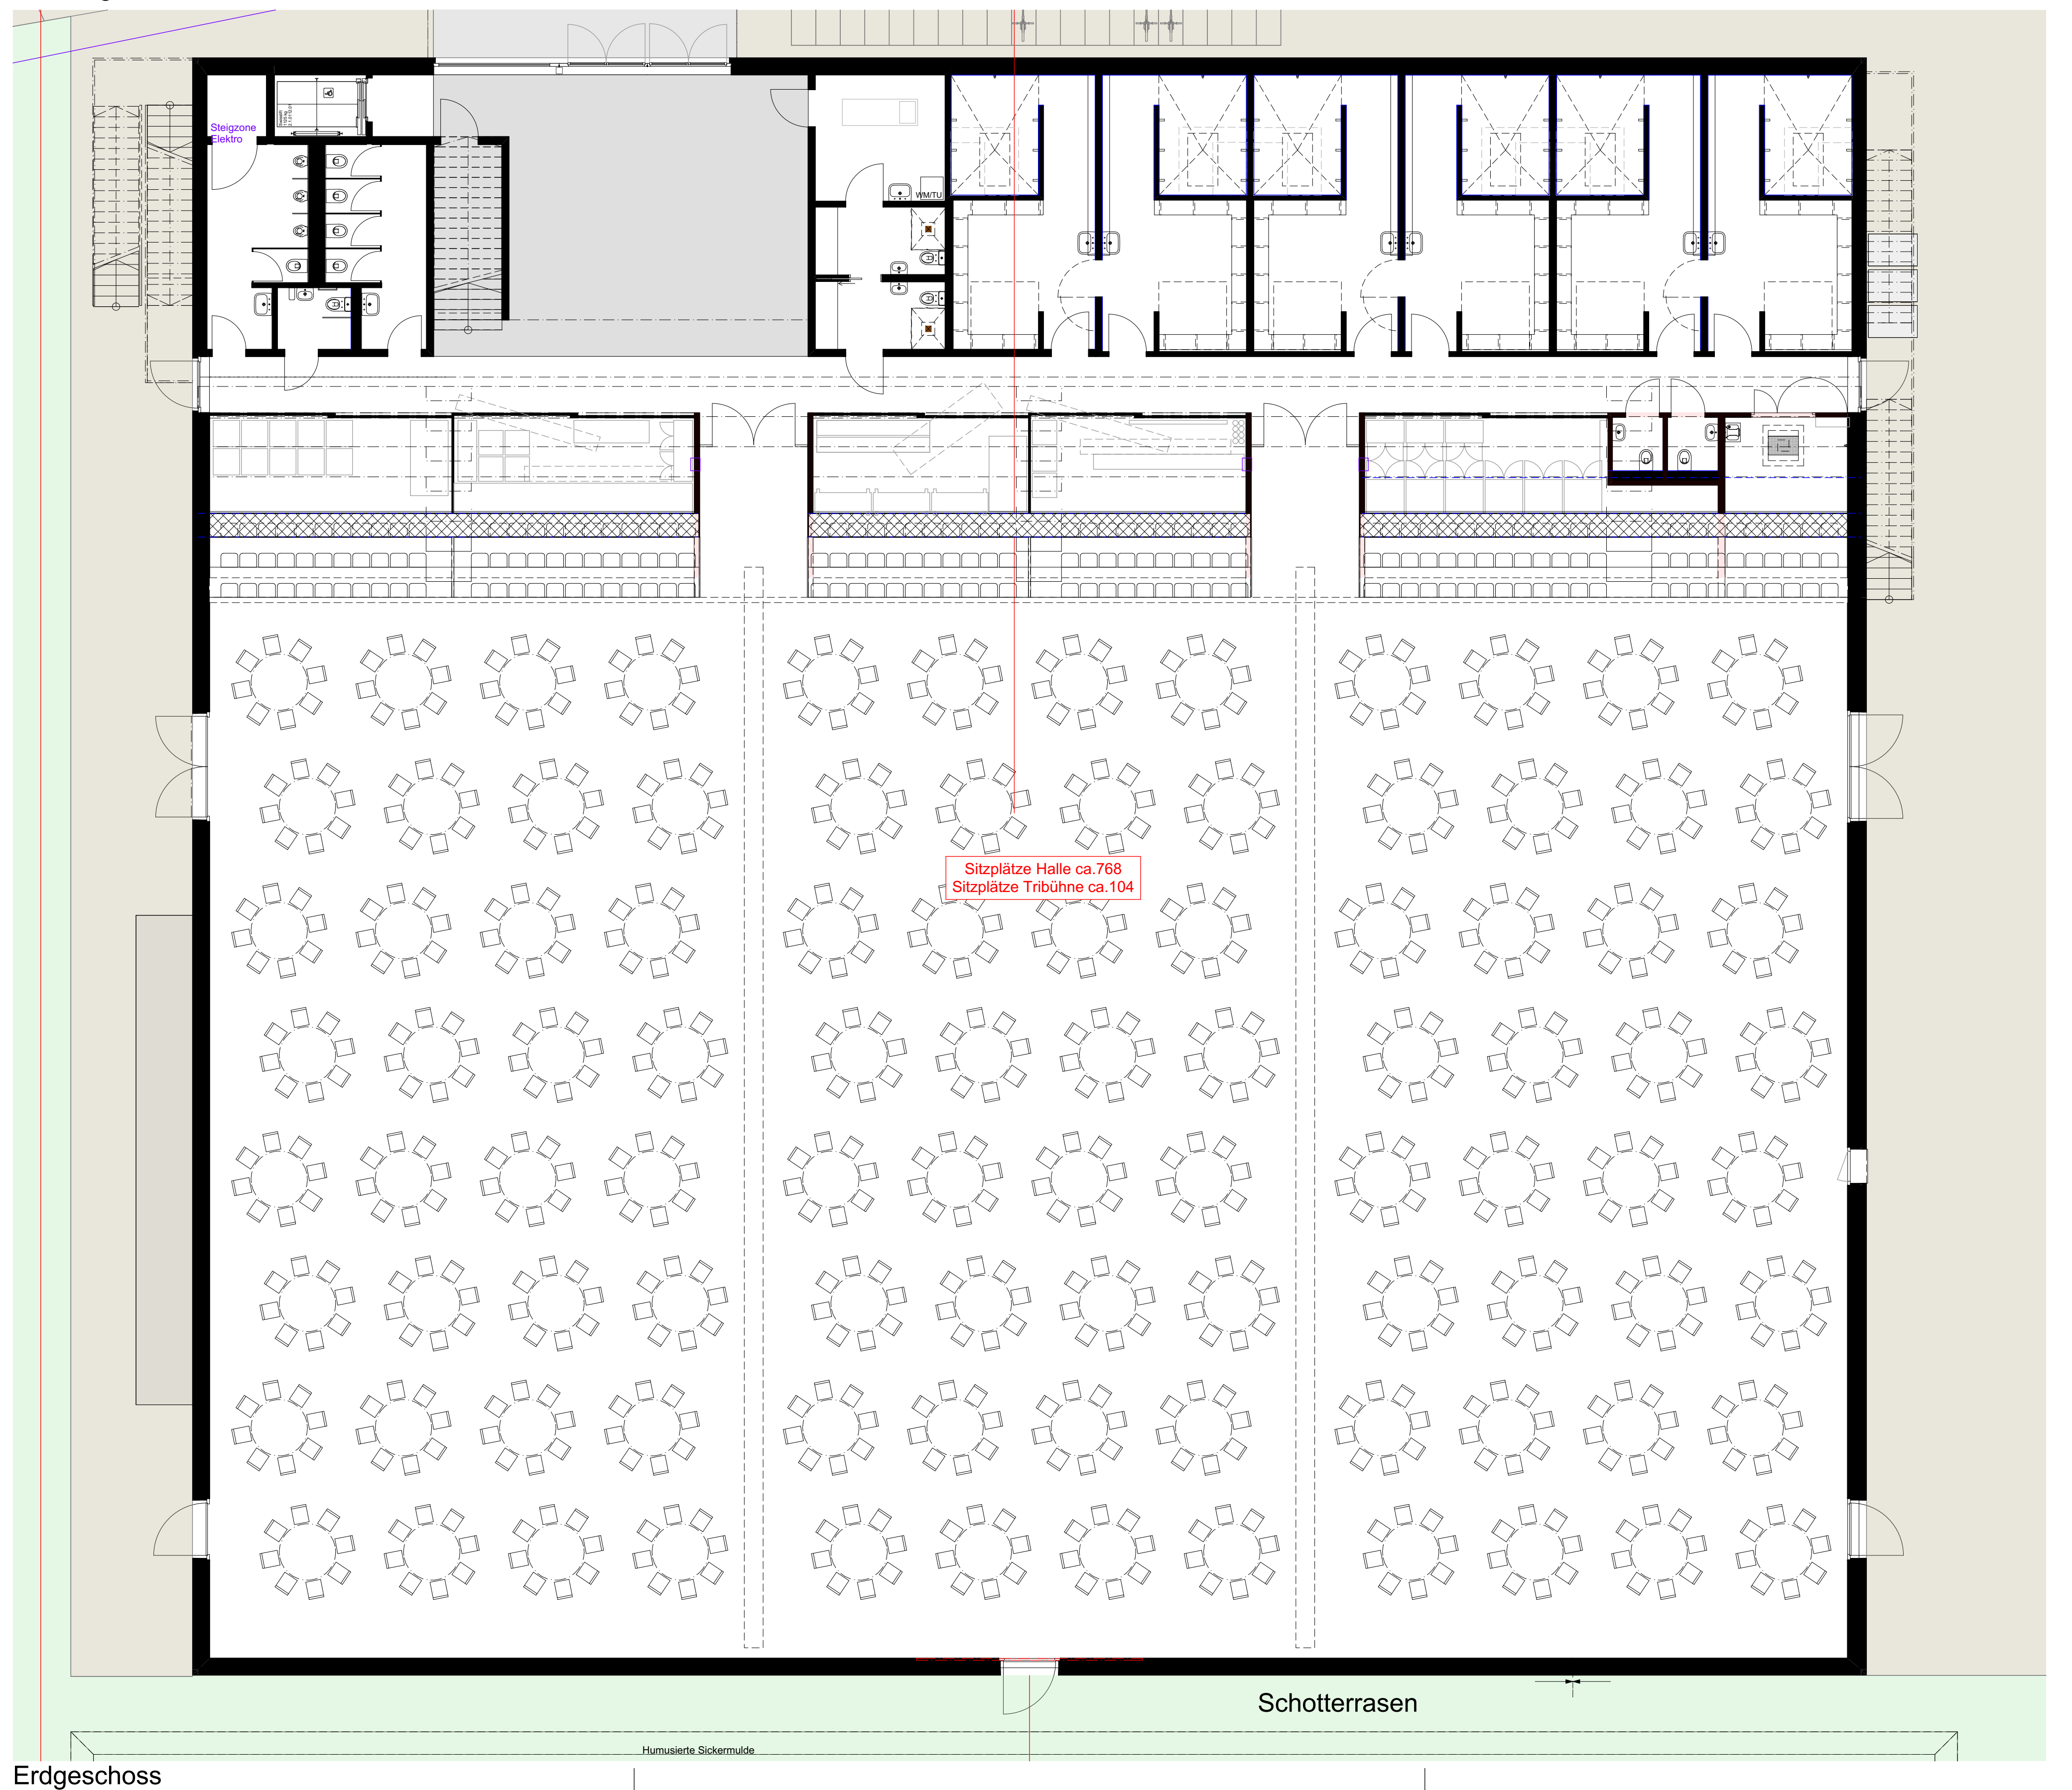 Steigzone
Elektro
WM/TU
Sitzplätze Halle ca.768
Sitzplätze Tribühne ca.104
Schotterrasen
Humusierte Sickermulde
Erdgeschoss